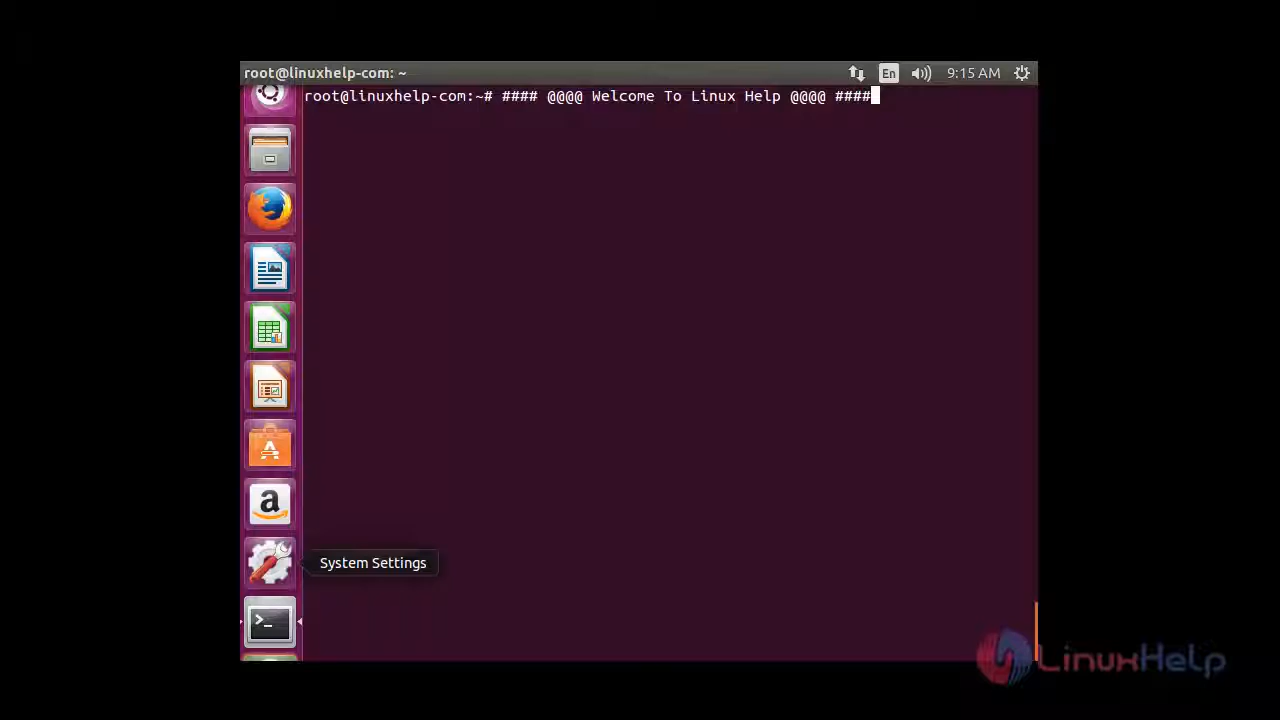 root@linuxhelp-com: ~
En
9:15 AM
root@linuxhelp-com:~# #### @@@@ Welcome To Linux Help @@@@ ####
System Settings
LinuxHelp